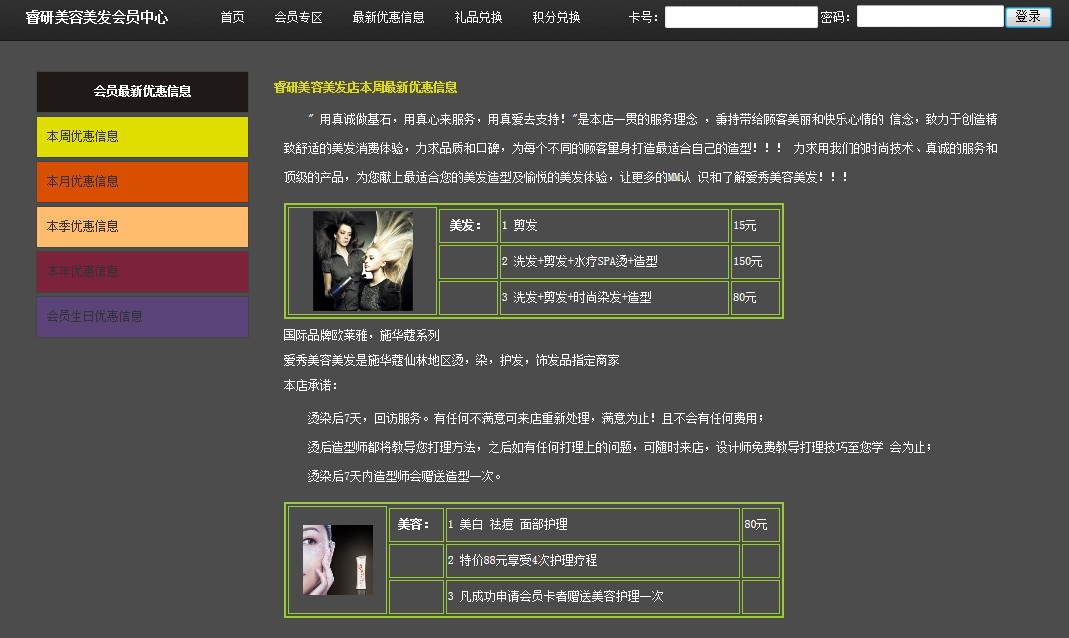 睿研美容美发会员中心 首页 会员专区 最新优惠信息 礼品兑换 积分兑换 卡号: 密码: 登录
会员最新优惠信息
本周优惠信息
本月优惠信息
本季优惠信息
本年优惠信息
会员生日优惠信息
睿研美容美发店本周最新优惠信息
" 用真诚做基石，用真心来服务，用真爱去支持！"是本店一贯的服务理念 ，秉持带给顾客美丽和快乐心情的 信念，致力于创造精
致舒适的美发消费体验，力求品质和口碑，为每个不同的顾客量身打造最适合自己的造型！！！ 力求用我们的时尚技术、真诚的服务和
顶级的产品，为您献上最适合您的美发造型及愉悦的美发体验，让更多的MM认 识和了解爱秀美容美发！！！
美发： 1 剪发 15元
2 洗发+剪发+水疗SPA烫+造型 150元
3 洗发+剪发+时尚染发+造型 80元
国际品牌欧莱雅，施华蔻系列
爱秀美容美发是施华蔻仙林地区烫，染，护发，饰发品指定商家
本店承诺：
烫染后7天，回访服务。有任何不满意可来店重新处理，满意为止！且不会有任何费用；
烫后造型师都将教导您打理方法，之后如有任何打理上的问题，可随时来店，设计师免费教导打理技巧至您学 会为止；
烫染后7天内造型师会赠送造型一次。
美容： 1 美白 祛痘 面部护理 80元
2 特价88元享受4次护理疗程
3 凡成功申请会员卡者赠送美容护理一次